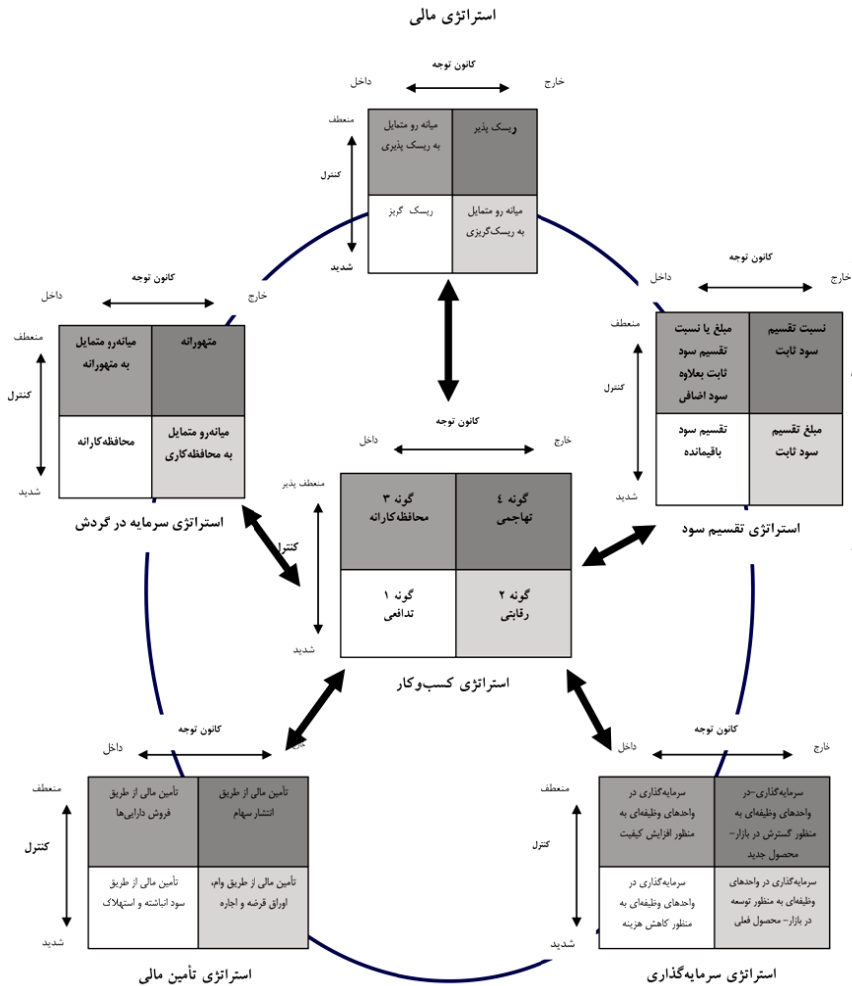 استراتژی مالی
کانون توجه
خارج
داخل
منعطف
کنترل
شدید
ریسک پذیر
میانه رو متمایل
به ریسک پذیری
میانه رو متمایل
به ریسک‌گریزی
ریسک گریز
کانون توجه
خارج
داخل
منعطف
کنترل
شدید
متهورانه
میانه‌رو متمایل
به متهورانه
میانه‌رو متمایل
به محافظه‌کاری
محافظه‌کارانه
استراتژی سرمایه در گردش
کانون توجه
خارج
داخل
منعطف
کنترل
شدید
نسبت تقسیم
سود ثابت
مبلغ یا نسبت
تقسیم سود
ثابت بعلاوه
سود اضافی
مبلغ تقسیم
سود ثابت
تقسیم سود
باقیمانده
استراتژی تقسیم سود
کانون توجه
خارج
داخل
منعطف پذیر
کنترل
شدید
گونه ٤
تهاجمی
گونه ٣
محافظه‌کارانه
گونه ٢
رقابتی
گونه ١
تدافعی
استراتژی کسب‌وکار
کانون توجه
داخل
منعطف
کنترل
شدید
تأمین مالی از طریق
انتشار سهام
تأمین مالی از طریق
فروش دارایی‌ها
تأمین مالی از طریق وام،
اوراق قرضه و اجاره
تأمین مالی از طریق
سود انباشته و استهلاک
استراتژی تأمین مالی
کانون توجه
خارج
داخل
منعطف
کنترل
شدید
سرمایه‌گذاری-در
واحدهای وظیفه‌ای به
منظور گسترش در بازار-
محصول جدید
سرمایه‌گذاری در
واحدهای وظیفه‌ای به
منظور افزایش کیفیت
سرمایه‌گذاری در واحدهای
وظیفه‌ای به منظور توسعه
در بازار- محصول فعلی
سرمایه‌گذاری در
واحدهای وظیفه‌ای به
منظور کاهش هزینه
استراتژی سرمایه‌گذاری